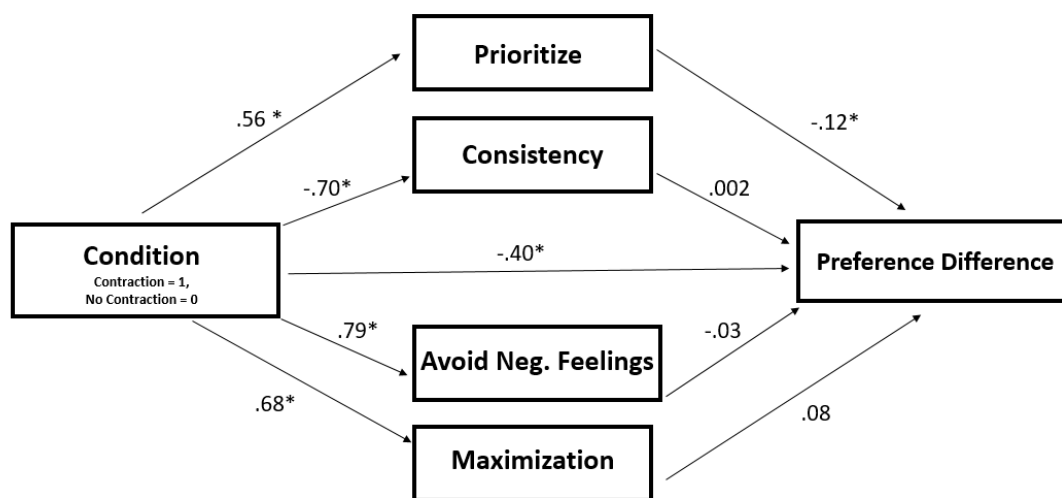 Prioritize
.56 *
-.12*
Consistency
-.70*
.002
Condition
Contraction = 1,
No Contraction = 0
-.40*
Preference Difference
.79*
Avoid Neg. Feelings
-.03
.68*
Maximization
.08